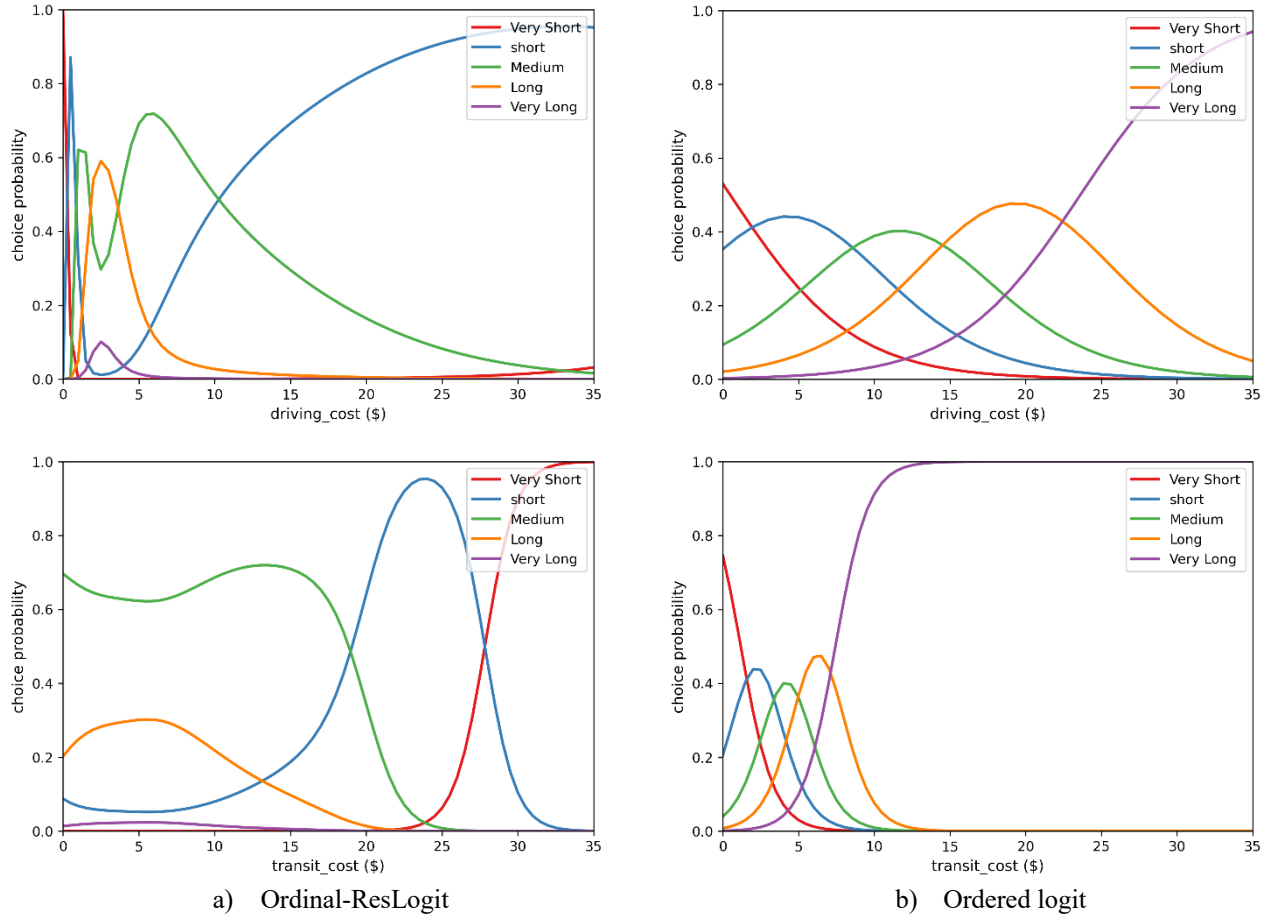 1.0
0.8
0.6
0.4
0.2
0.0
choice probability
0
5
10
15
20
25
30
35
driving_cost ($)
Very Short
short
Medium
Long
Very Long
1.0
0.8
0.6
0.4
0.2
0.0
choice probability
0
5
10
15
20
25
30
35
driving_cost ($)
Very Short
short
Medium
Long
Very Long
1.0
0.8
0.6
0.4
0.2
0.0
choice probability
0
5
10
15
20
25
30
35
transit_cost ($)
Very Short
short
Medium
Long
Very Long
1.0
0.8
0.6
0.4
0.2
0.0
choice probability
0
5
10
15
20
25
30
35
transit_cost ($)
Very Short
short
Medium
Long
Very Long
a) Ordinal-ResLogit
b) Ordered logit